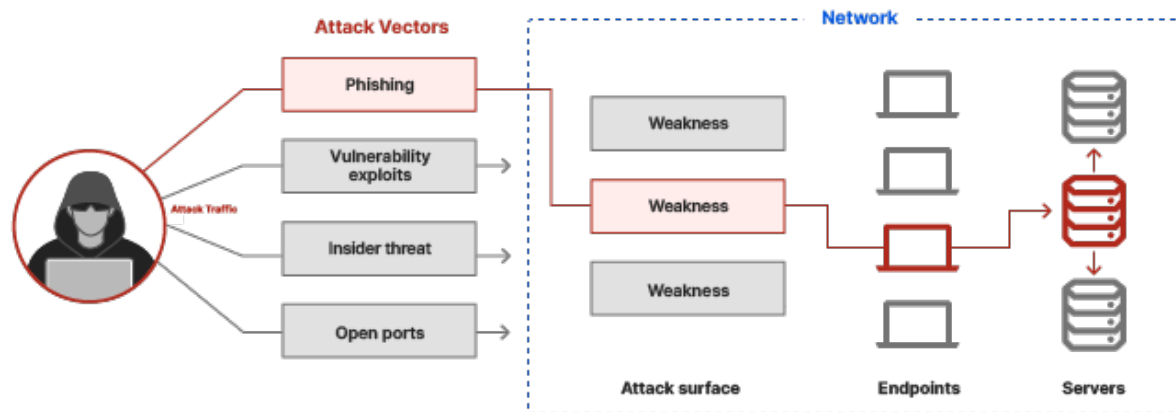 Network
Attack Vectors
Phishing
Vulnerability
exploits
Insider threat
Open ports
Attack Traffic
Weakness
Weakness
Weakness
Attack surface
Endpoints
Servers